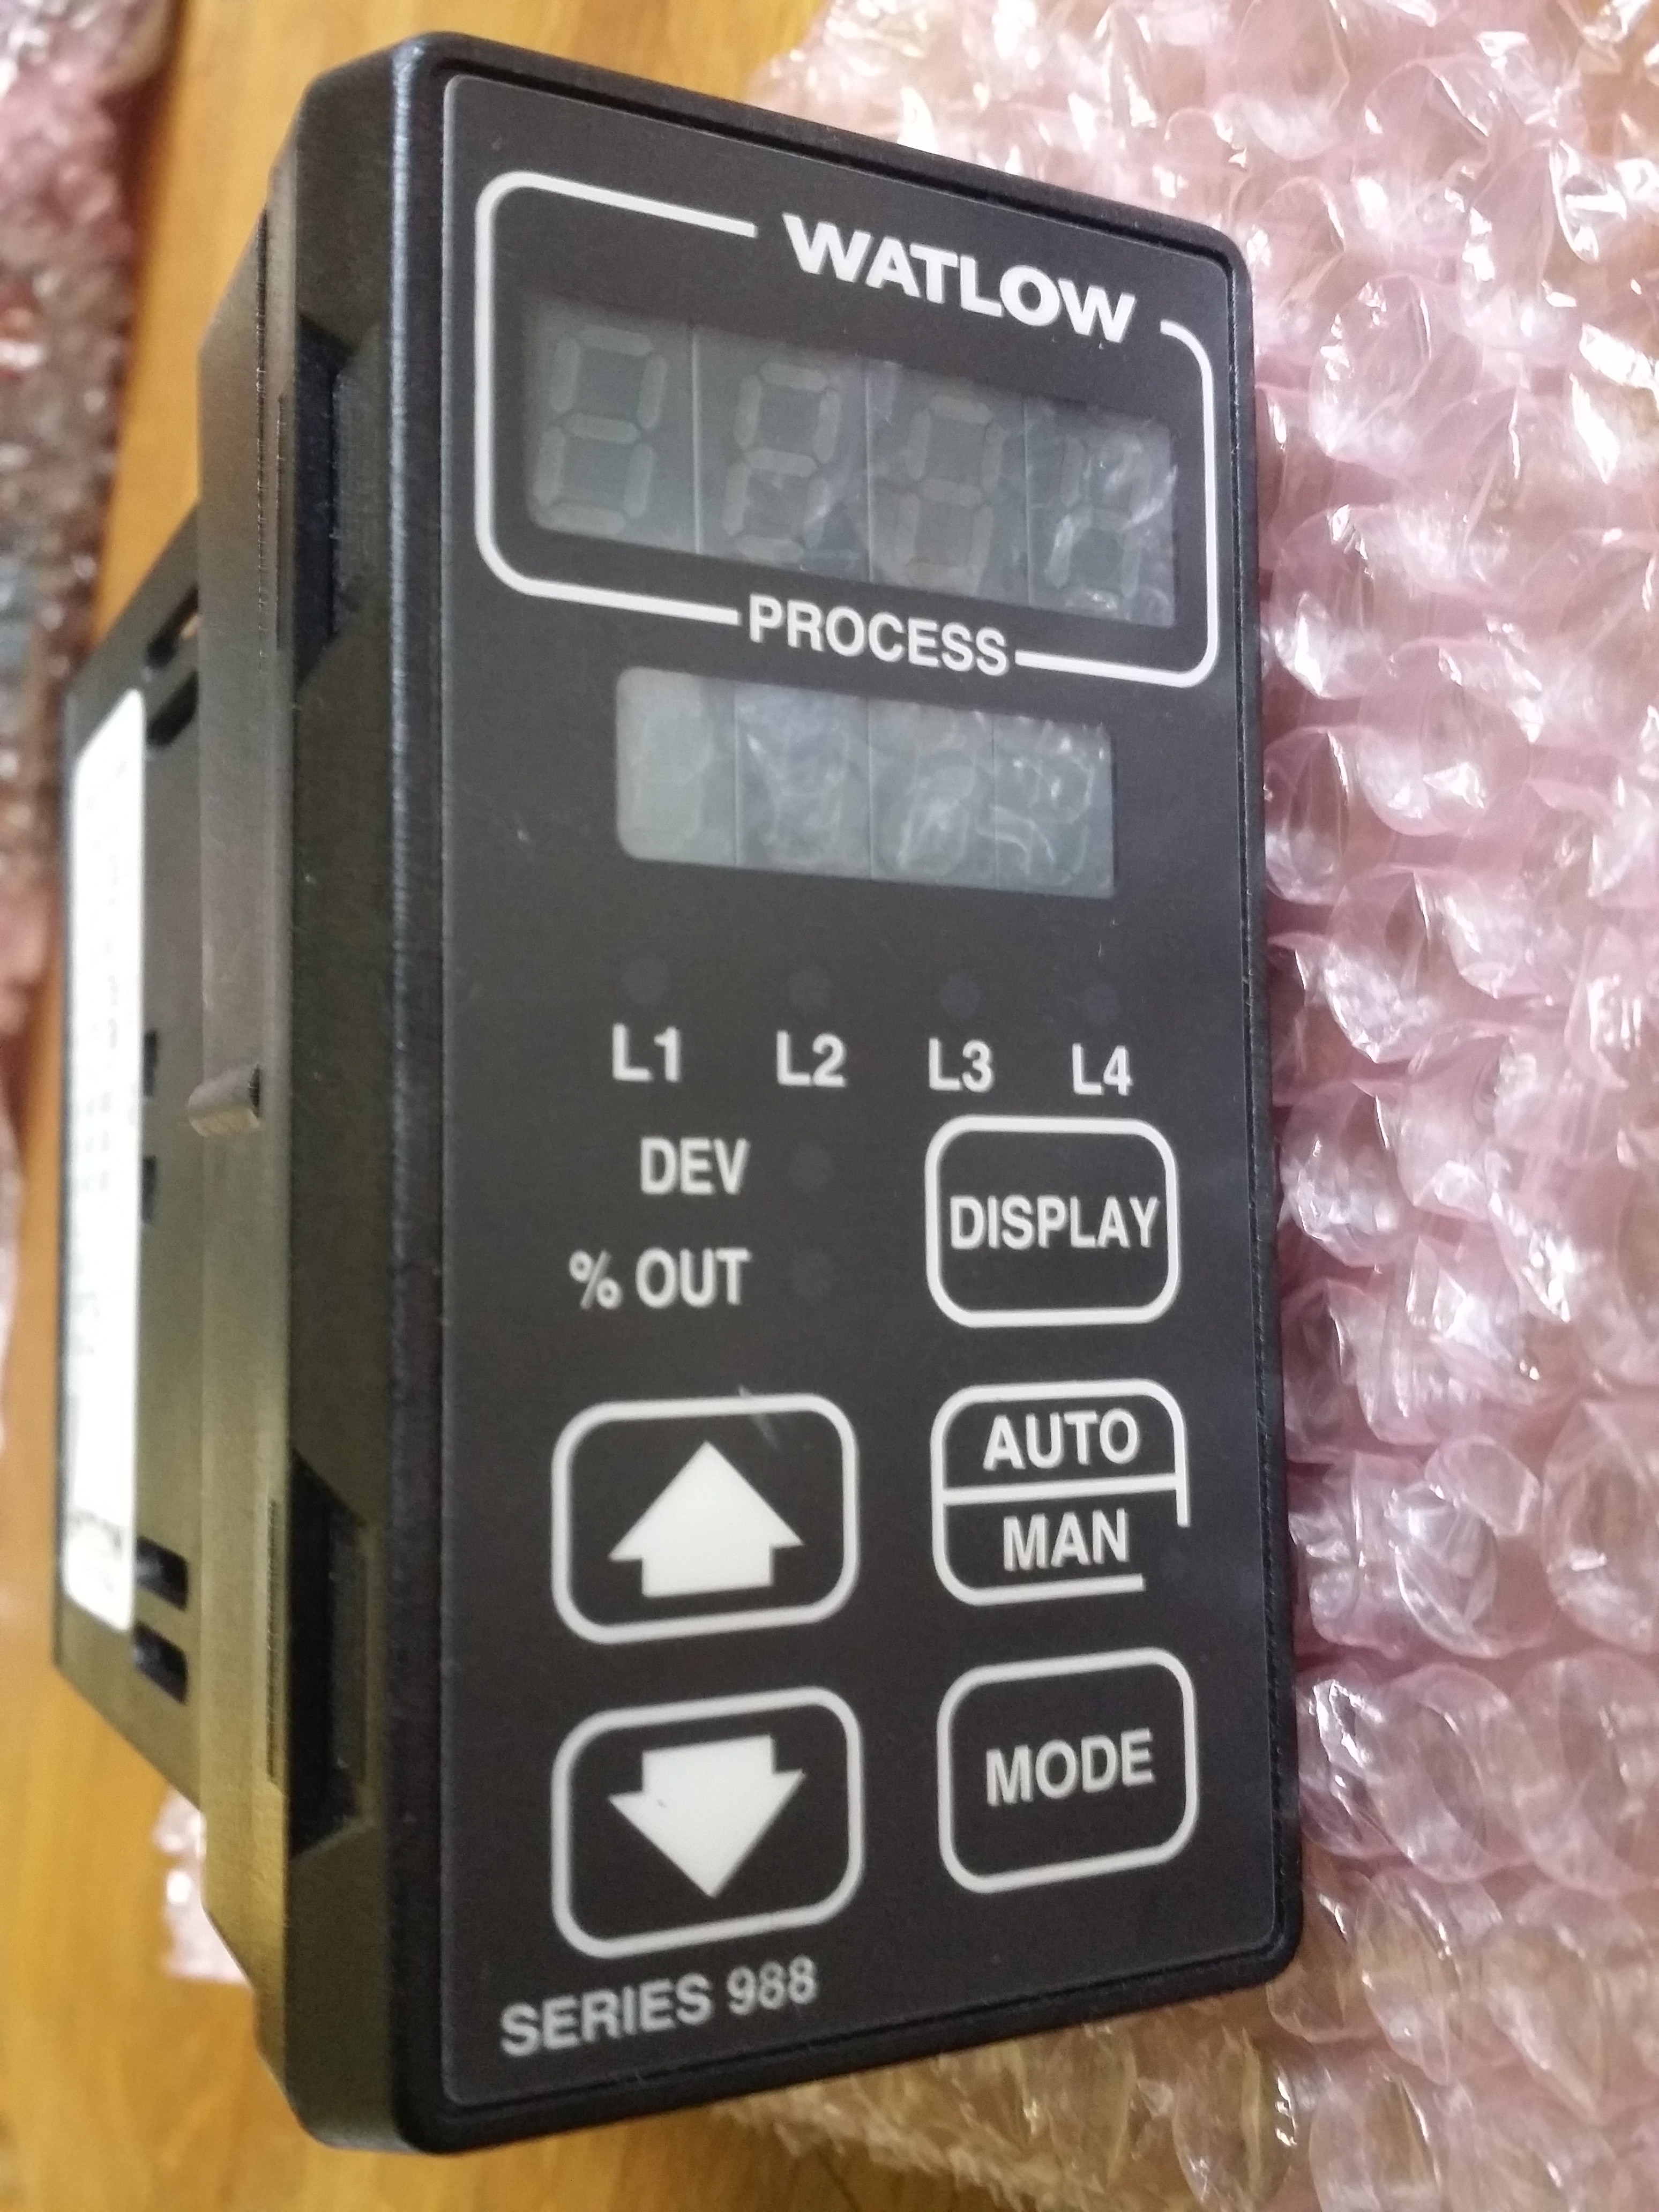 WATLOW
PROCESS
L1 L2 L3 L4
DEV
% OUT
DISPLAY
AUTO
MAN
MODE
SERIES 988